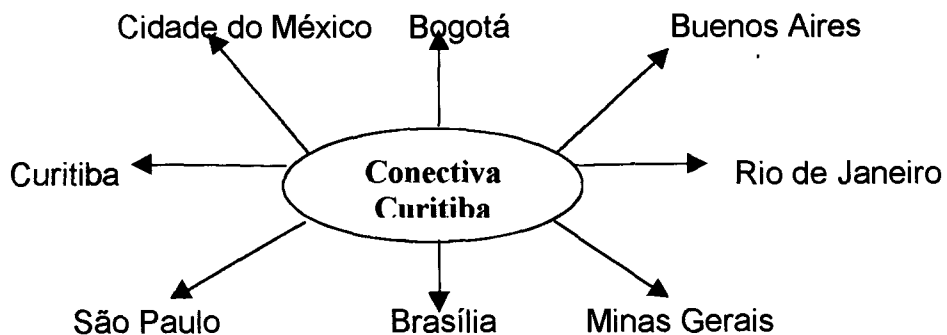 Cidade do México Bogotá Buenos Aires
Curitiba Conectiva Rio de Janeiro
Curitiba
São Paulo Brasília Minas Gerais